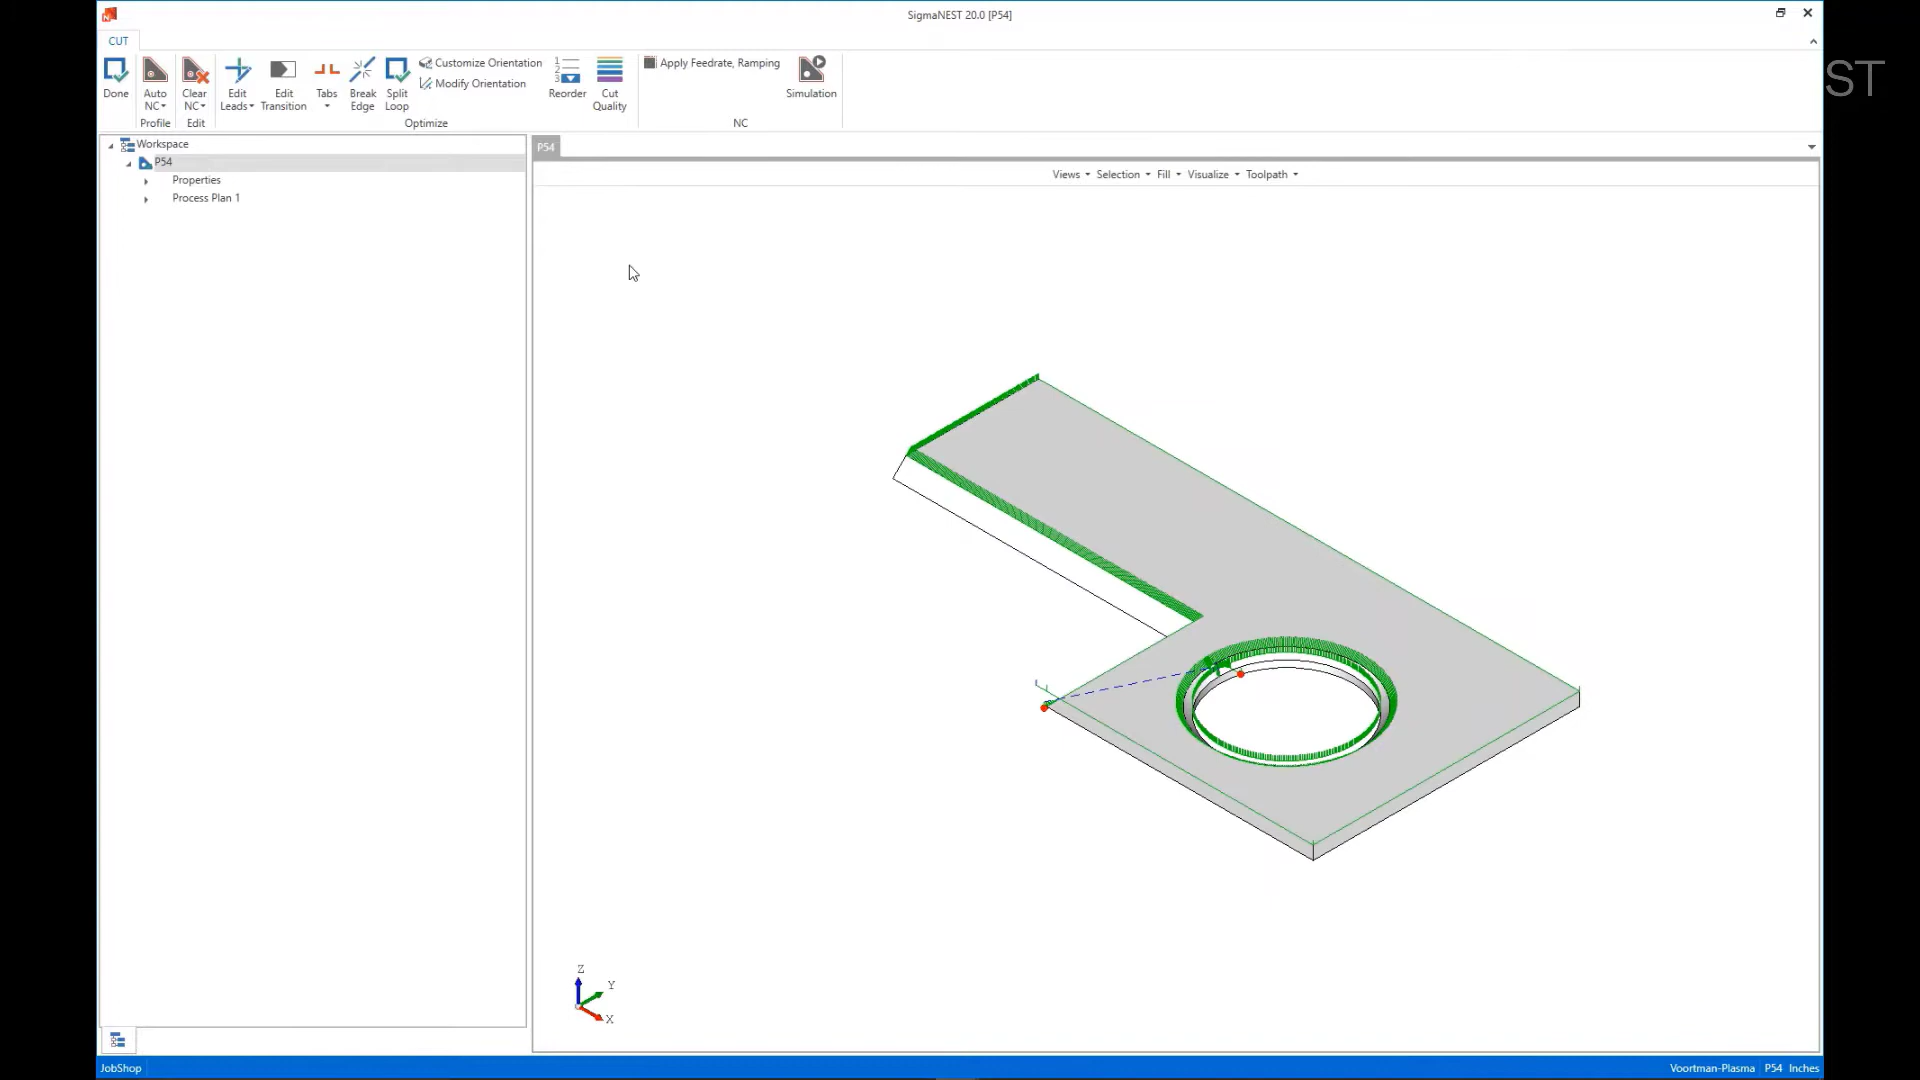 SigmaNEST 20.0 [P54]
CUT
Done
Auto NC
Clear NC
Edit Leads
Edit Transition
Tabs
Break Edge
Split Loop
Customize Orientation
Modify Orientation
Reorder
Cut Quality
Apply Feedrate, Ramping
Simulation
Profile
Edit
Optimize
NC
ST
Workspace
P54
Properties
Process Plan 1
P54
Views
Selection
Fill
Visualize
Toolpath
Z
Y
X
JobShop
Voortman-Plasma P54 Inches